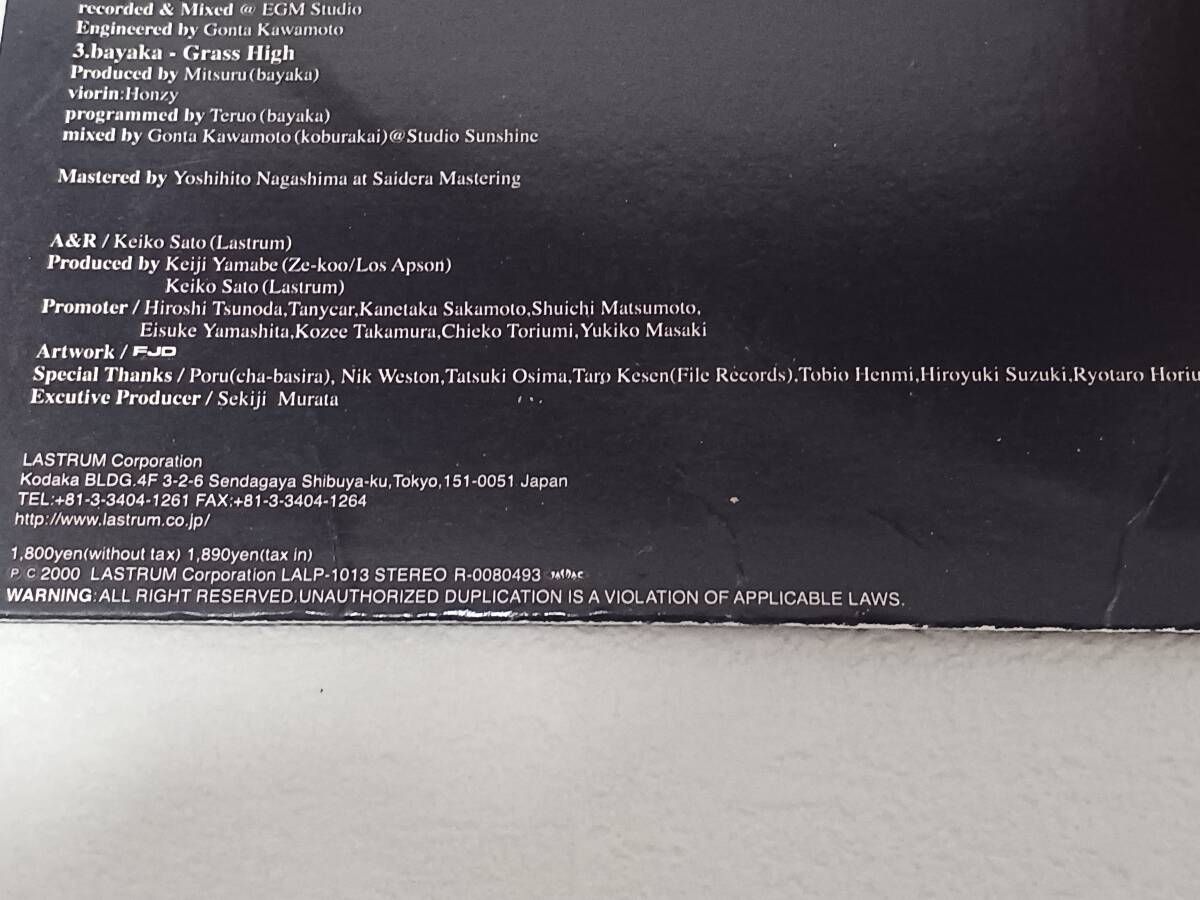 recorded & Mixed @ EGM Studio
Engineered by Gonta Kawamoto
3.bayaka - Grass High
Produced by Mitsuru(bayaka)
viorin:Honzy
programmed by Teruo(bayaka)
mixed by Gonta Kawamoto(koburakai)@Studio Sunshine
Mastered by Yoshihito Nagashima at Saidera Mastering
A&R / Keiko Sato(Lastrum)
Produced by Keiji Yamabe(Ze-koo/Los Apson)
Keiko Sato(Lastrum)
Promoter / Hiroshi Tsunoda,Tanycar,Kanetaka Sakamoto,Shuichi Matsumoto,
Eisuke Yamashita,Kozee Takamura,Chieko Toriumi,Yukiko Masaki
Artwork / FJD
Special Thanks / Poru(cha-basira), Nik Weston,Tatsuki Osima,Taro Kesen(File Records),Tobio Henmi,Hiroyuki Suzuki,Ryotaro Horiu
Excutive Producer / Sekiji Murata
LASTRUM Corporation
Kodaka BLDG.4F 3-2-6 Sendagaya Shibuya-ku,Tokyo,151-0051 Japan
TEL:+81-3-3404-1261 FAX:+81-3-3404-1264
http://www.lastrum.co.jp/
1,800yen(without tax) 1,890yen(tax in)
P C 2000 LASTRUM Corporation LALP-1013 STEREO R-0080493 JASRAC
WARNING:ALL RIGHT RESERVED.UNAUTHORIZED DUPLICATION IS A VIOLATION OF APPLICABLE LAWS.